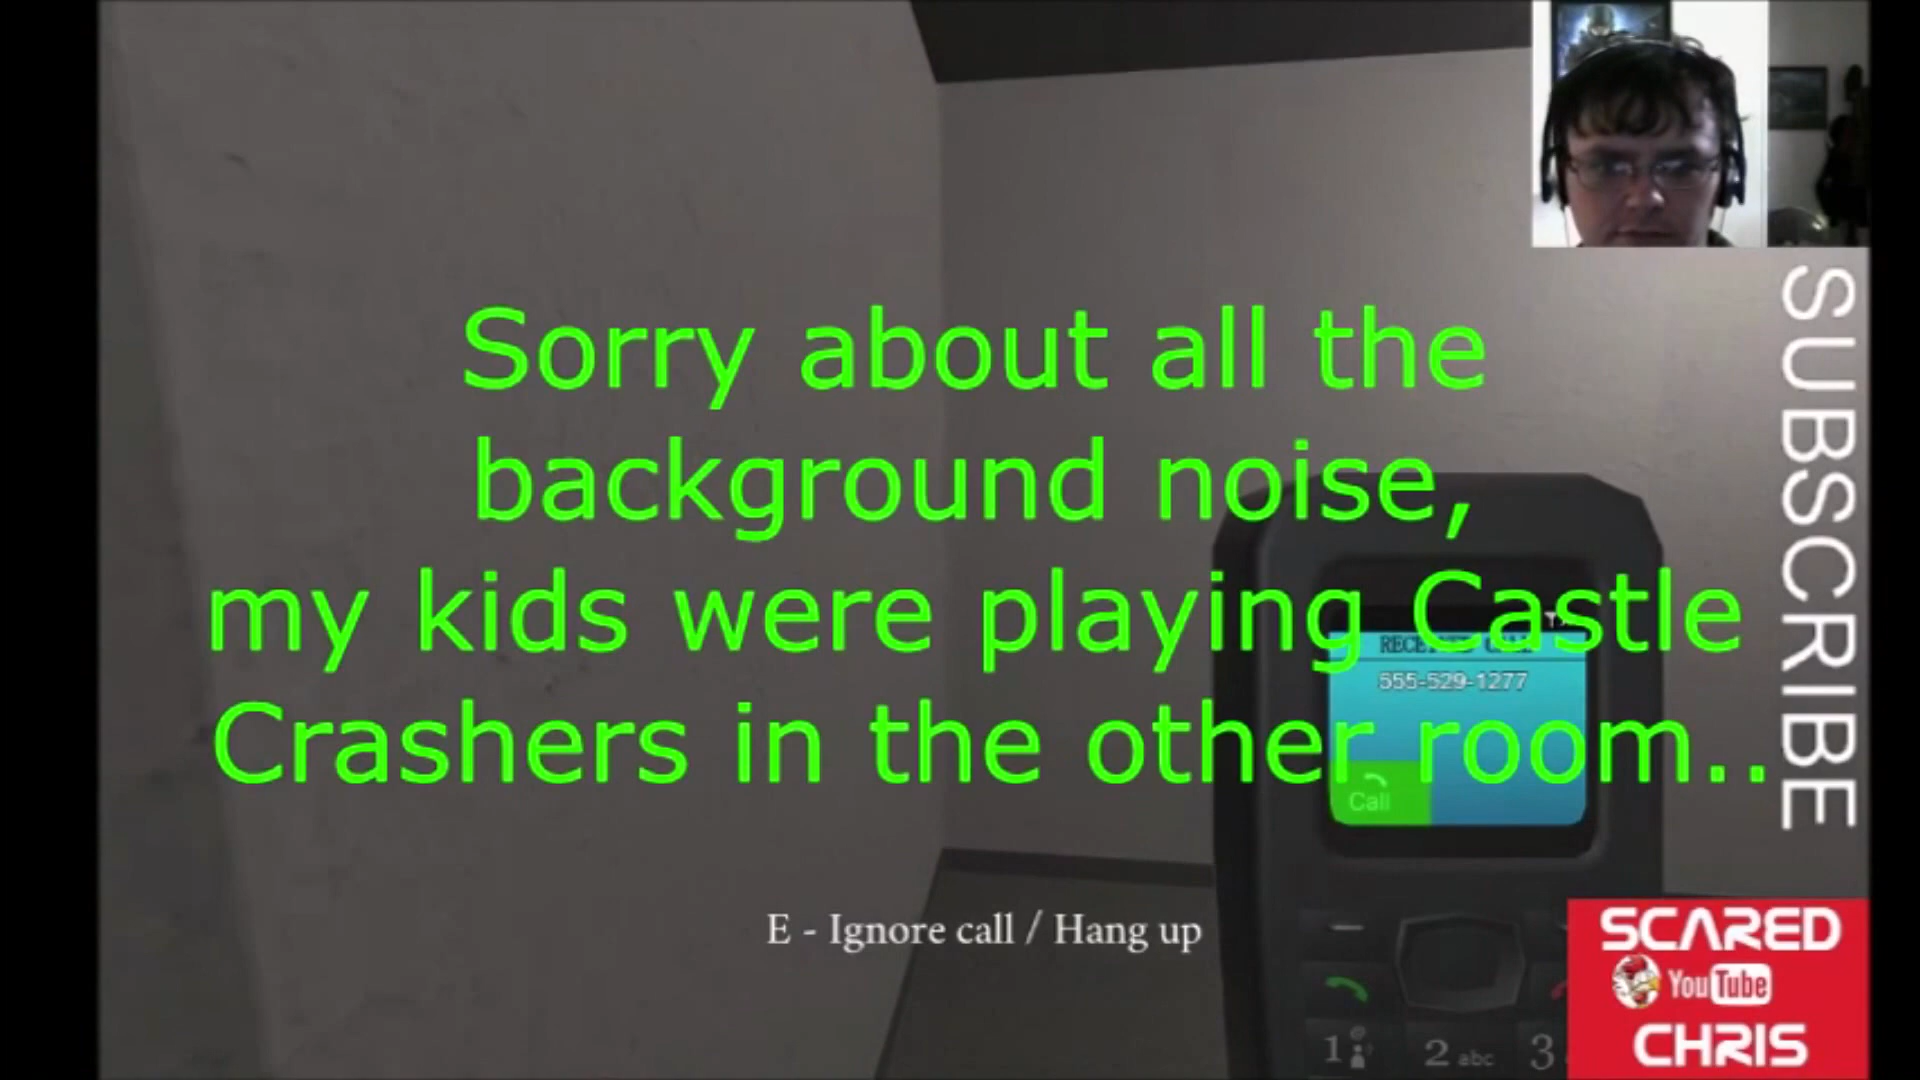 Sorry about all the
background noise,
my kids were playing Castle
Crashers in the other room..
SUBSCRIBE
555-529-1277
Call
E - Ignore call / Hang up
1
2 abc
3
SCARED
YouTube
CHRIS